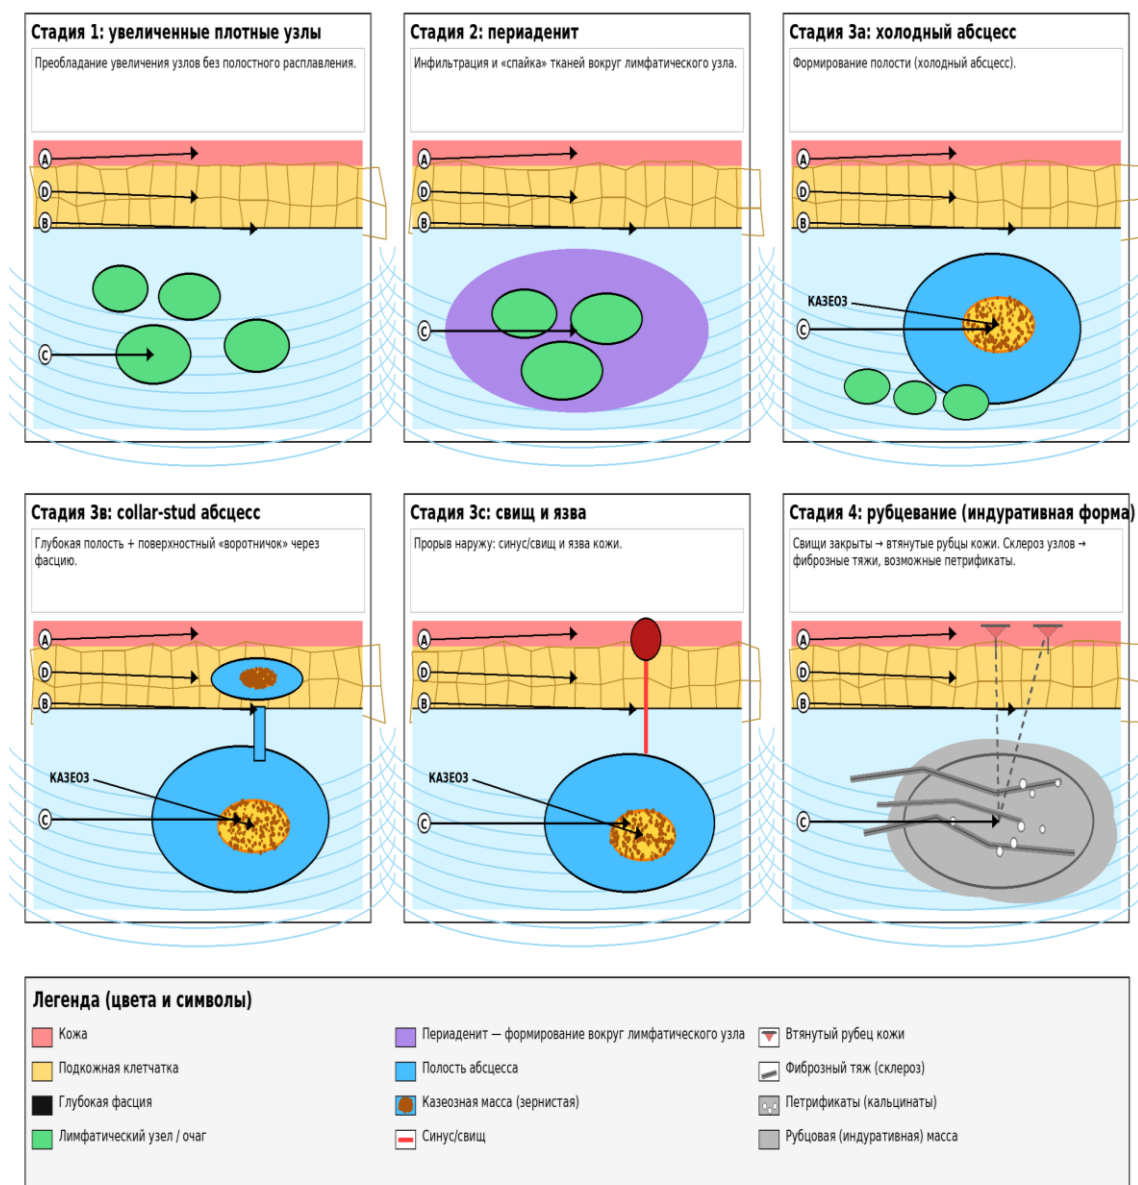 Стадия 1: увеличенные плотные узлы
Преобладание увеличения узлов без полостного расплавления.
A
D
B
C
Стадия 2: периаденит
Инфильтрация и «спайка» тканей вокруг лимфатического узла.
A
D
B
C
Стадия 3а: холодный абсцесс
Формирование полости (холодный абсцесс).
A
D
B
КАЗЕОЗ
C
Стадия 3в: collar-stud абсцесс
Глубокая полость + поверхностный «воротничок» через
фасцию.
A
D
B
КАЗЕОЗ
C
Стадия 3с: свищ и язва
Прорыв наружу: синус/свищ и язва кожи.
A
D
B
КАЗЕОЗ
C
Стадия 4: рубцевание (индуративная форма)
Свищи закрыты → втянутые рубцы кожи. Склероз узлов →
фиброзные тяжи, возможные петрификаты.
A
D
B
C
Легенда (цвета и символы)
Кожа
Подкожная клетчатка
Глубокая фасция
Лимфатический узел / очаг
Периаденит — формирование вокруг лимфатического узла
Полость абсцесса
Казеозная масса (зернистая)
Синус/свищ
Втянутый рубец кожи
Фиброзный тяж (склероз)
Петрификаты (кальцинаты)
Рубцовая (индуративная) масса